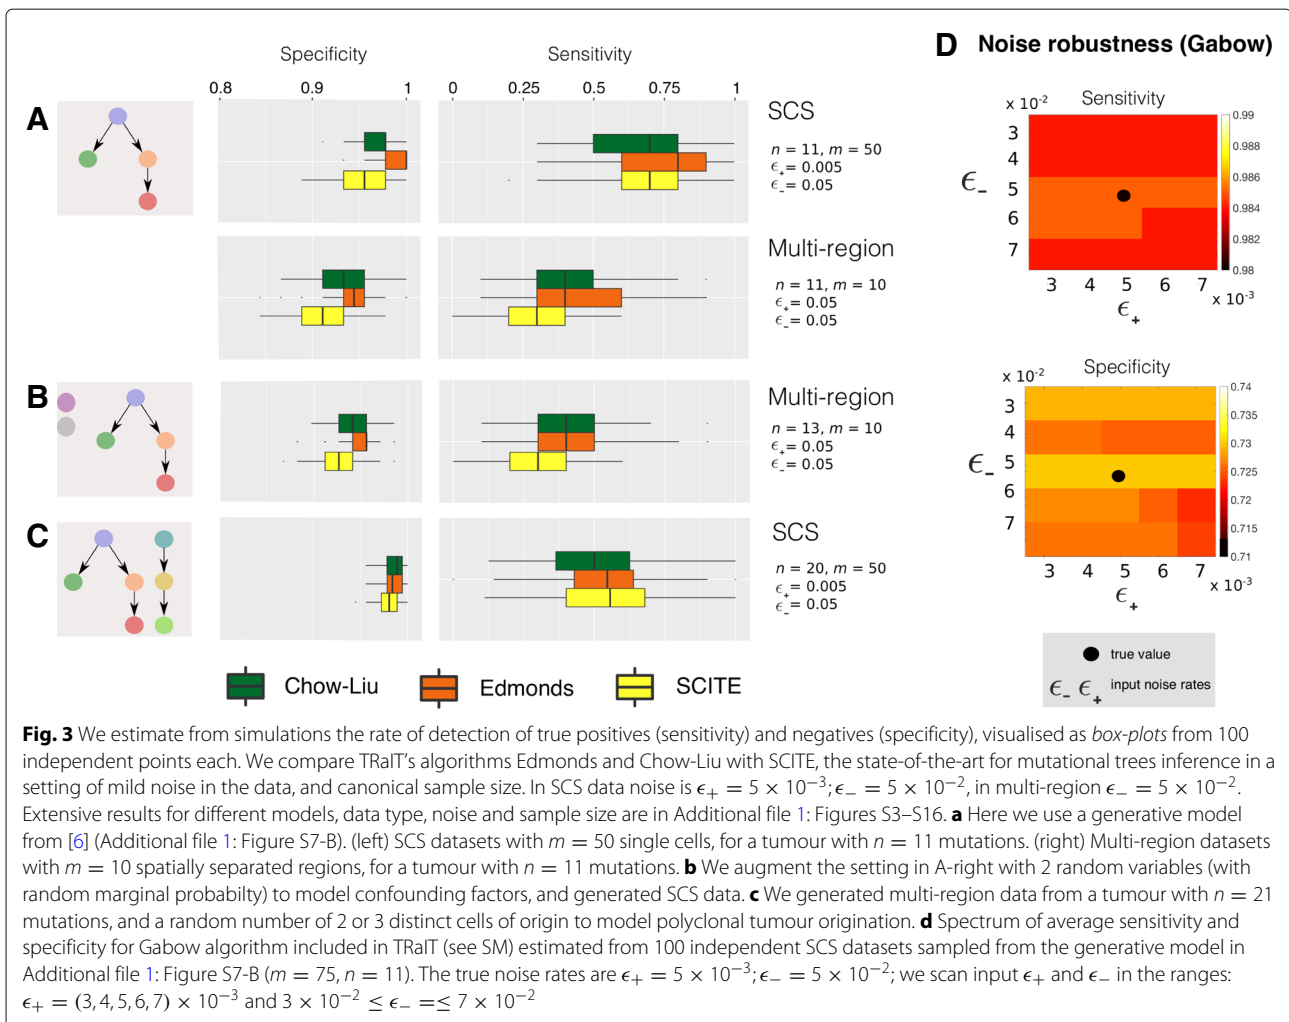 Specificity
Sensitivity
0.8 0.9 1
0 0.25 0.5 0.75 1
A
SCS
n = 11, m = 50
ϵ+= 0.005
ϵ-= 0.05
Multi-region
n = 11, m = 10
ϵ+= 0.05
ϵ-= 0.05
B
Multi-region
n = 13, m = 10
ϵ+= 0.05
ϵ-= 0.05
C
SCS
n = 20, m = 50
ϵ+= 0.005
ϵ-= 0.05
Chow-Liu
Edmonds
SCITE
D Noise robustness (Gabow)
Sensitivity
x 10-2
3
4
5
6
7
ϵ-
3 4 5 6 7
x 10-3
ϵ+
0.99
0.988
0.986
0.984
0.982
0.98
Specificity
x 10-2
3
4
5
6
7
ϵ-
3 4 5 6 7
x 10-3
ϵ+
0.74
0.735
0.73
0.725
0.72
0.715
0.71
true value
ϵ- ϵ+ input noise rates
Fig. 3 We estimate from simulations the rate of detection of true positives (sensitivity) and negatives (specificity), visualised as box-plots from 100
independent points each. We compare TRaIT's algorithms Edmonds and Chow-Liu with SCITE, the state-of-the-art for mutational trees inference in a
setting of mild noise in the data, and canonical sample size. In SCS data noise is ϵ+ = 5 × 10−3; ϵ− = 5 × 10−2, in multi-region ϵ− = 5 × 10−2.
Extensive results for different models, data type, noise and sample size are in Additional file 1: Figures S3–S16. a Here we use a generative model
from [6] (Additional file 1: Figure S7-B). (left) SCS datasets with m = 50 single cells, for a tumour with n = 11 mutations. (right) Multi-region datasets
with m = 10 spatially separated regions, for a tumour with n = 11 mutations. b We augment the setting in A-right with 2 random variables (with
random marginal probabilty) to model confounding factors, and generated SCS data. c We generated multi-region data from a tumour with n = 21
mutations, and a random number of 2 or 3 distinct cells of origin to model polyclonal tumour origination. d Spectrum of average sensitivity and
specificity for Gabow algorithm included in TRaIT (see SM) estimated from 100 independent SCS datasets sampled from the generative model in
Additional file 1: Figure S7-B (m = 75, n = 11). The true noise rates are ϵ+ = 5 × 10−3; ϵ− = 5 × 10−2; we scan input ϵ+ and ϵ− in the ranges:
ϵ+ = (3, 4, 5, 6, 7) × 10−3 and 3 × 10−2 ≤ ϵ− =≤ 7 × 10−2